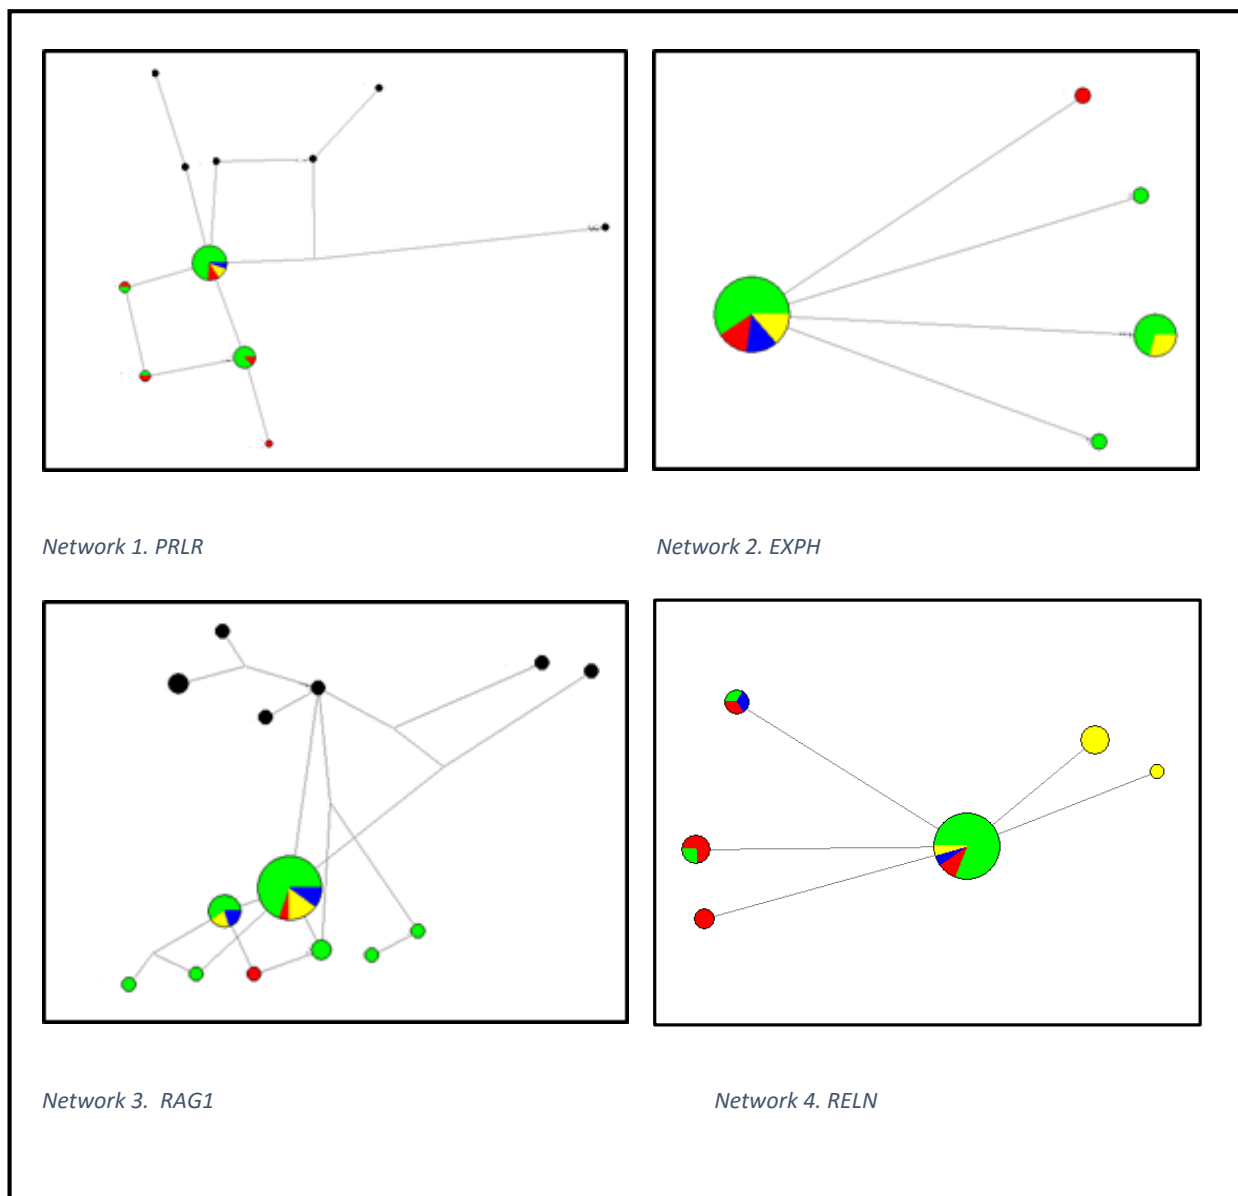 Network 1. PRLR
Network 2. EXPH
Network 3. RAG1
Network 4. RELN